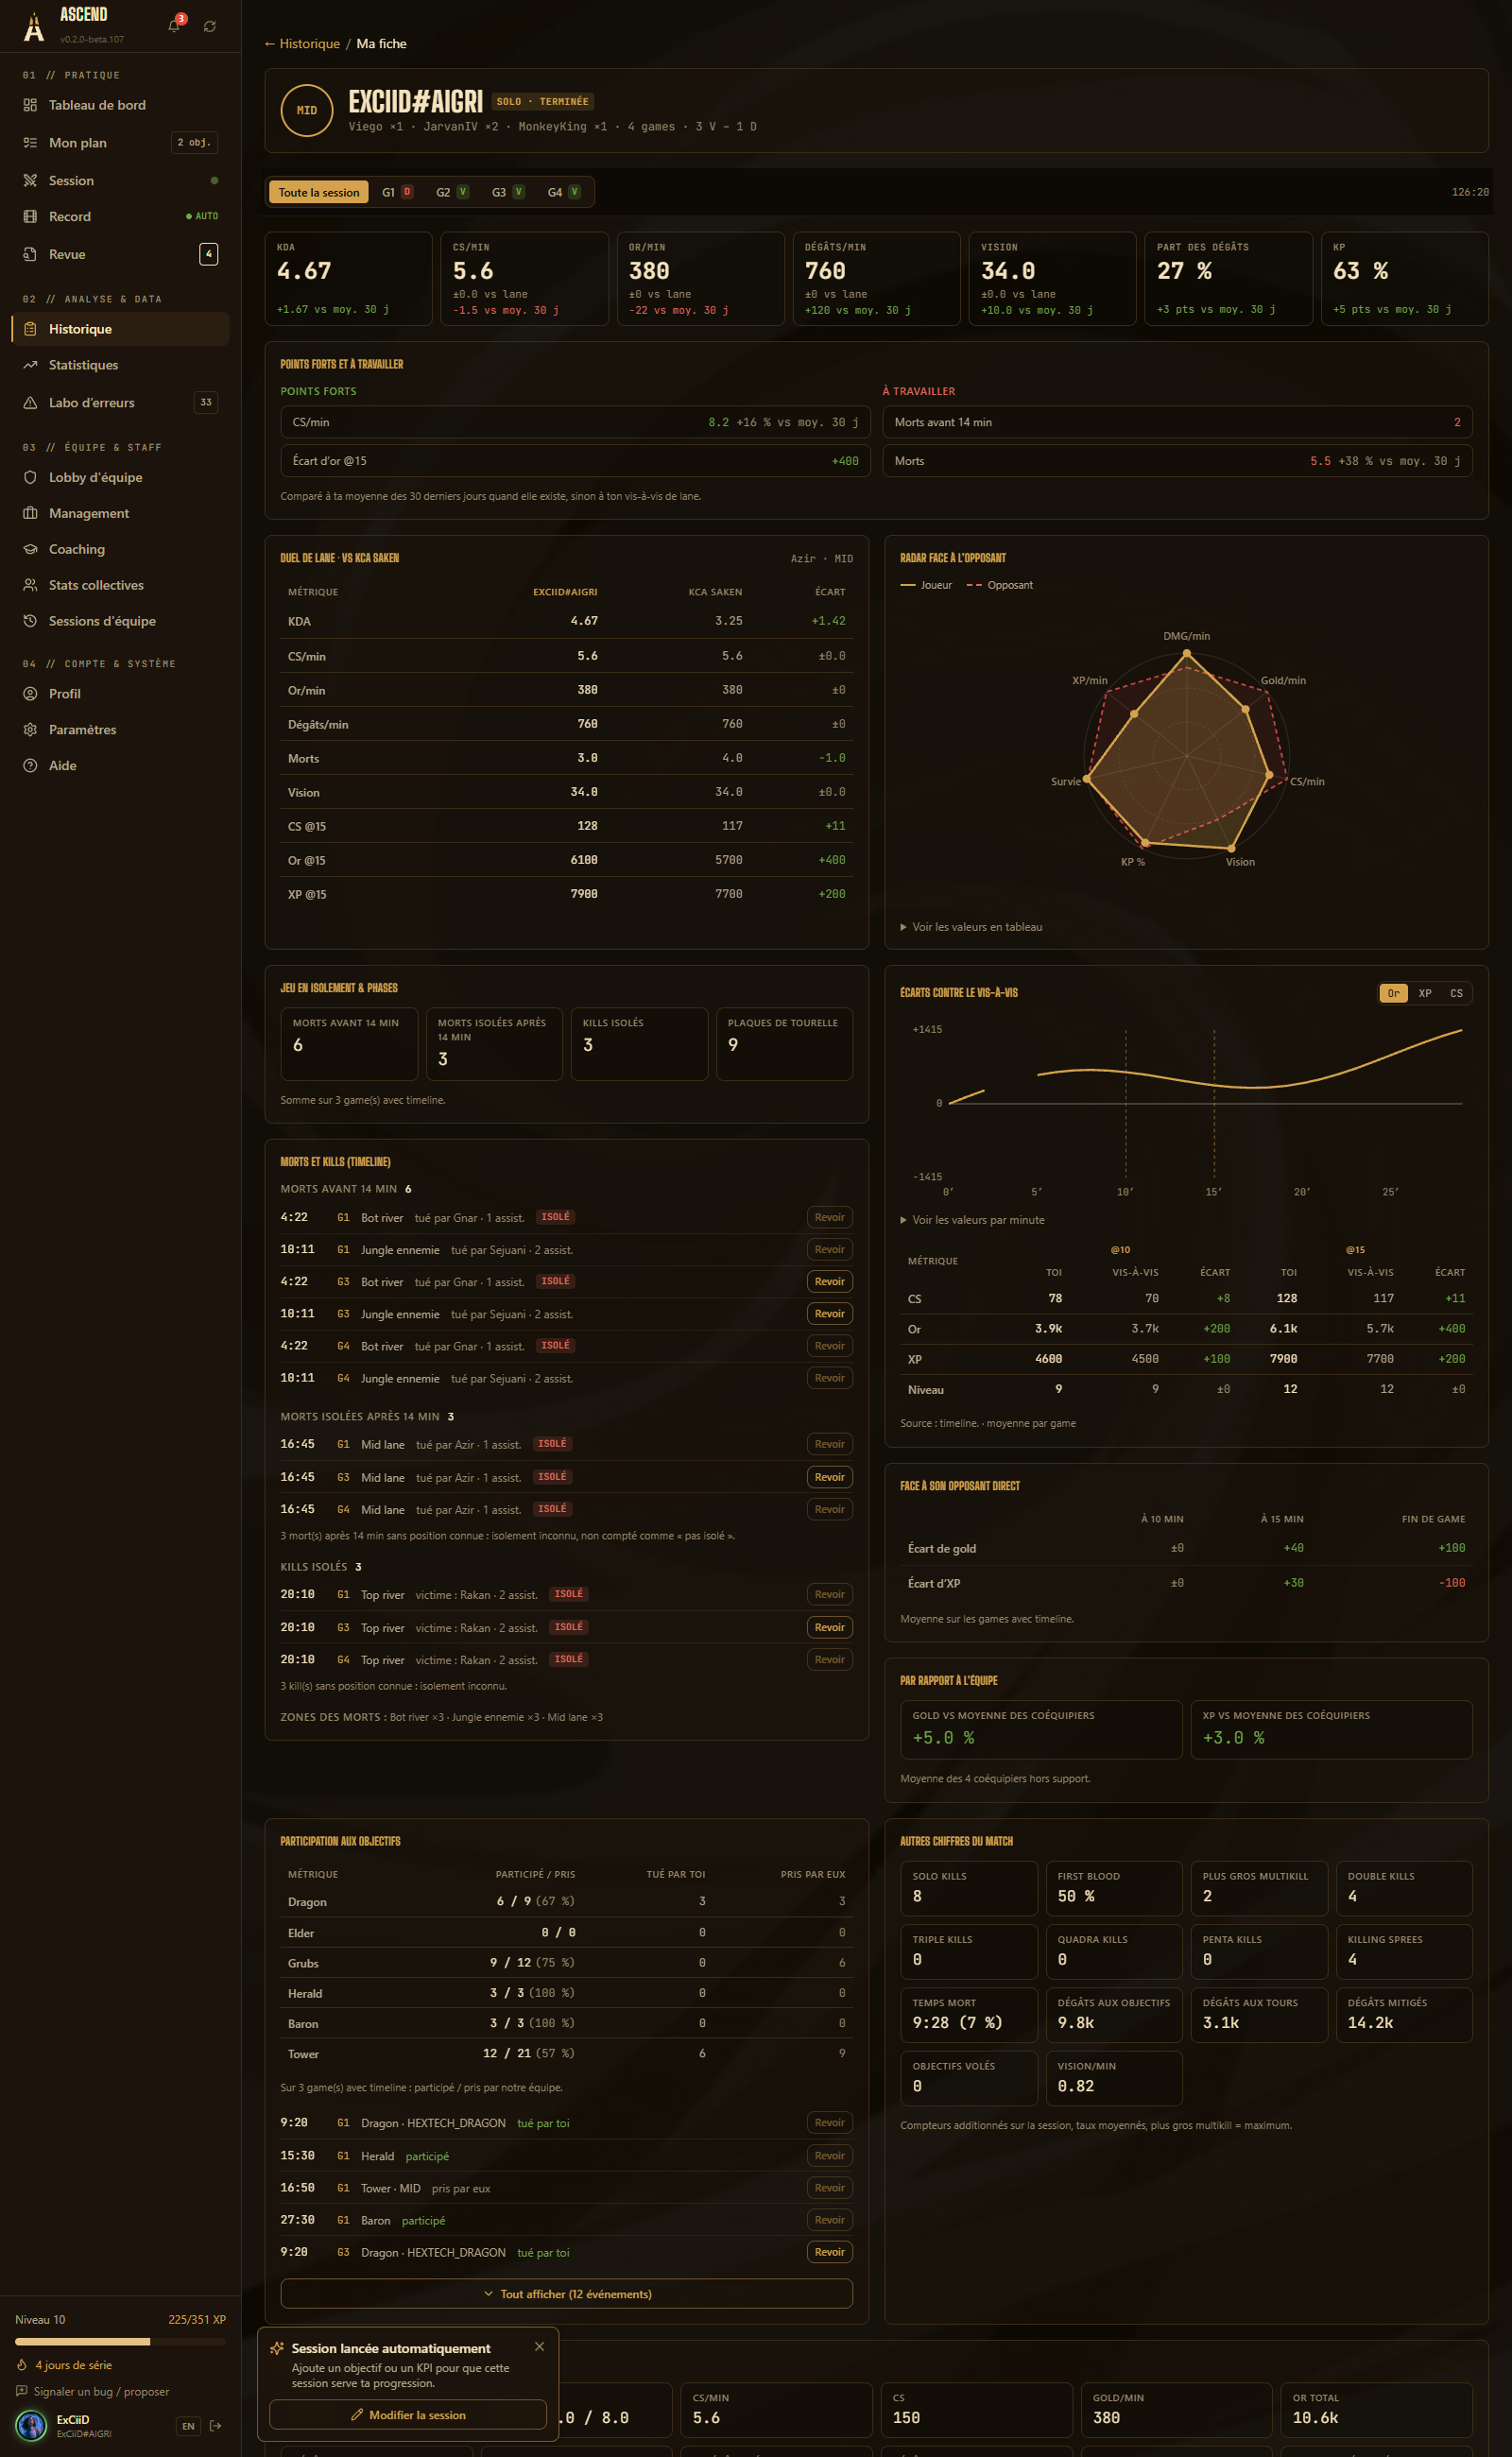 ASCEND
v0.2.0-beta.107
3
01 // PRATIQUE
Tableau de bord
Mon plan 2 obj.
Session
Record AUTO
Revue 4
02 // ANALYSE & DATA
Historique
Statistiques
Labo d'erreurs 33
03 // ÉQUIPE & STAFF
Lobby d'équipe
Management
Coaching
Stats collectives
Sessions d'équipe
04 // COMPTE & SYSTÈME
Profil
Paramètres
Aide
Niveau 10 225/351 XP
4 jours de série
Signaler un bug / proposer
ExCiiD
ExCiiD#AIGRI
EN
← Historique / Ma fiche
MID
EXCIID#AIGRI SOLO · TERMINÉE
Viego ×1 · JarvanIV ×2 · MonkeyKing ×1 · 4 games · 3 V – 1 D
Toute la session G1 D G2 V G3 V G4 V 126:20
KDA
4.67
+1.67 vs moy. 30 j
CS/MIN
5.6
±0.0 vs lane
-1.5 vs moy. 30 j
OR/MIN
380
±0 vs lane
-22 vs moy. 30 j
DÉGÂTS/MIN
760
±0 vs lane
+120 vs moy. 30 j
VISION
34.0
±0.0 vs lane
+10.0 vs moy. 30 j
PART DES DÉGÂTS
27 %
+3 pts vs moy. 30 j
KP
63 %
+5 pts vs moy. 30 j
POINTS FORTS ET À TRAVAILLER
POINTS FORTS
CS/min 8.2 +16 % vs moy. 30 j
Écart d'or @15 +400
À TRAVAILLER
Morts avant 14 min 2
Morts 5.5 +38 % vs moy. 30 j
Comparé à ta moyenne des 30 derniers jours quand elle existe, sinon à ton vis-à-vis de lane.
DUEL DE LANE · VS KCA SAKEN Azir · MID
MÉTRIQUE EXCIID#AIGRI KCA SAKEN ÉCART
KDA 4.67 3.25 +1.42
CS/min 5.6 5.6 ±0.0
Or/min 380 380 ±0
Dégâts/min 760 760 ±0
Morts 3.0 4.0 -1.0
Vision 34.0 34.0 ±0.0
CS @15 128 117 +11
Or @15 6100 5700 +400
XP @15 7900 7700 +200
RADAR FACE À L'OPPOSANT
Joueur Opposant
DMG/min
XP/min Gold/min
Survie CS/min
KP % Vision
▶ Voir les valeurs en tableau
JEU EN ISOLEMENT & PHASES
MORTS AVANT 14 MIN
6
MORTS ISOLÉES APRÈS
14 MIN
3
KILLS ISOLÉS
3
PLAQUES DE TOURELLE
9
Somme sur 3 game(s) avec timeline.
MORTS ET KILLS (TIMELINE)
MORTS AVANT 14 MIN 6
4:22 G1 Bot river tué par Gnar · 1 assist. ISOLÉ Revoir
10:11 G1 Jungle ennemie tué par Sejuani · 2 assist. Revoir
4:22 G3 Bot river tué par Gnar · 1 assist. ISOLÉ Revoir
10:11 G3 Jungle ennemie tué par Sejuani · 2 assist. Revoir
4:22 G4 Bot river tué par Gnar · 1 assist. ISOLÉ Revoir
10:11 G4 Jungle ennemie tué par Sejuani · 2 assist. Revoir
MORTS ISOLÉES APRÈS 14 MIN 3
16:45 G1 Mid lane tué par Azir · 1 assist. ISOLÉ Revoir
16:45 G3 Mid lane tué par Azir · 1 assist. ISOLÉ Revoir
16:45 G4 Mid lane tué par Azir · 1 assist. ISOLÉ Revoir
3 mort(s) après 14 min sans position connue : isolement inconnu, non compté comme « pas isolé ».
KILLS ISOLÉS 3
20:10 G1 Top river victime : Rakan · 2 assist. ISOLÉ Revoir
20:10 G3 Top river victime : Rakan · 2 assist. ISOLÉ Revoir
20:10 G4 Top river victime : Rakan · 2 assist. ISOLÉ Revoir
3 kill(s) sans position connue : isolement inconnu.
ZONES DES MORTS : Bot river ×3 · Jungle ennemie ×3 · Mid lane ×3
ÉCARTS CONTRE LE VIS-À-VIS Or XP CS
+1415
0
-1415
0′ 5′ 10′ 15′ 20′ 25′
▶ Voir les valeurs par minute
@10 @15
MÉTRIQUE TOI VIS-À-VIS ÉCART TOI VIS-À-VIS ÉCART
CS 78 70 +8 128 117 +11
Or 3.9k 3.7k +200 6.1k 5.7k +400
XP 4600 4500 +100 7900 7700 +200
Niveau 9 9 ±0 12 12 ±0
Source : timeline. · moyenne par game
FACE À SON OPPOSANT DIRECT
À 10 MIN À 15 MIN FIN DE GAME
Écart de gold ±0 +40 +100
Écart d'XP ±0 +30 -100
Moyenne sur les games avec timeline.
PAR RAPPORT À L'ÉQUIPE
GOLD VS MOYENNE DES COÉQUIPIERS
+5.0 %
XP VS MOYENNE DES COÉQUIPIERS
+3.0 %
Moyenne des 4 coéquipiers hors support.
PARTICIPATION AUX OBJECTIFS
MÉTRIQUE PARTICIPÉ / PRIS TUÉ PAR TOI PRIS PAR EUX
Dragon 6 / 9 (67 %) 3 3
Elder 0 / 0 0 0
Grubs 9 / 12 (75 %) 0 6
Herald 3 / 3 (100 %) 0 0
Baron 3 / 3 (100 %) 0 0
Tower 12 / 21 (57 %) 6 9
Sur 3 game(s) avec timeline : participé / pris par notre équipe.
9:20 G1 Dragon · HEXTECH_DRAGON tué par toi Revoir
15:30 G1 Herald participé Revoir
16:50 G1 Tower · MID pris par eux Revoir
27:30 G1 Baron participé Revoir
9:20 G3 Dragon · HEXTECH_DRAGON tué par toi Revoir
Tout afficher (12 événements)
AUTRES CHIFFRES DU MATCH
SOLO KILLS
8
FIRST BLOOD
50 %
PLUS GROS MULTIKILL
2
DOUBLE KILLS
4
TRIPLE KILLS
0
QUADRA KILLS
0
PENTA KILLS
0
KILLING SPREES
4
TEMPS MORT
9:28 (7 %)
DÉGÂTS AUX OBJECTIFS
9.8k
DÉGÂTS AUX TOURS
3.1k
DÉGÂTS MITIGÉS
14.2k
OBJECTIFS VOLÉS
0
VISION/MIN
0.82
Compteurs additionnés sur la session, taux moyennés, plus gros multikill = maximum.
Session lancée automatiquement
Ajoute un objectif ou un KPI pour que cette
session serve ta progression.
Modifier la session
.0 / 8.0
CS/MIN
5.6
CS
150
GOLD/MIN
380
OR TOTAL
10.6k